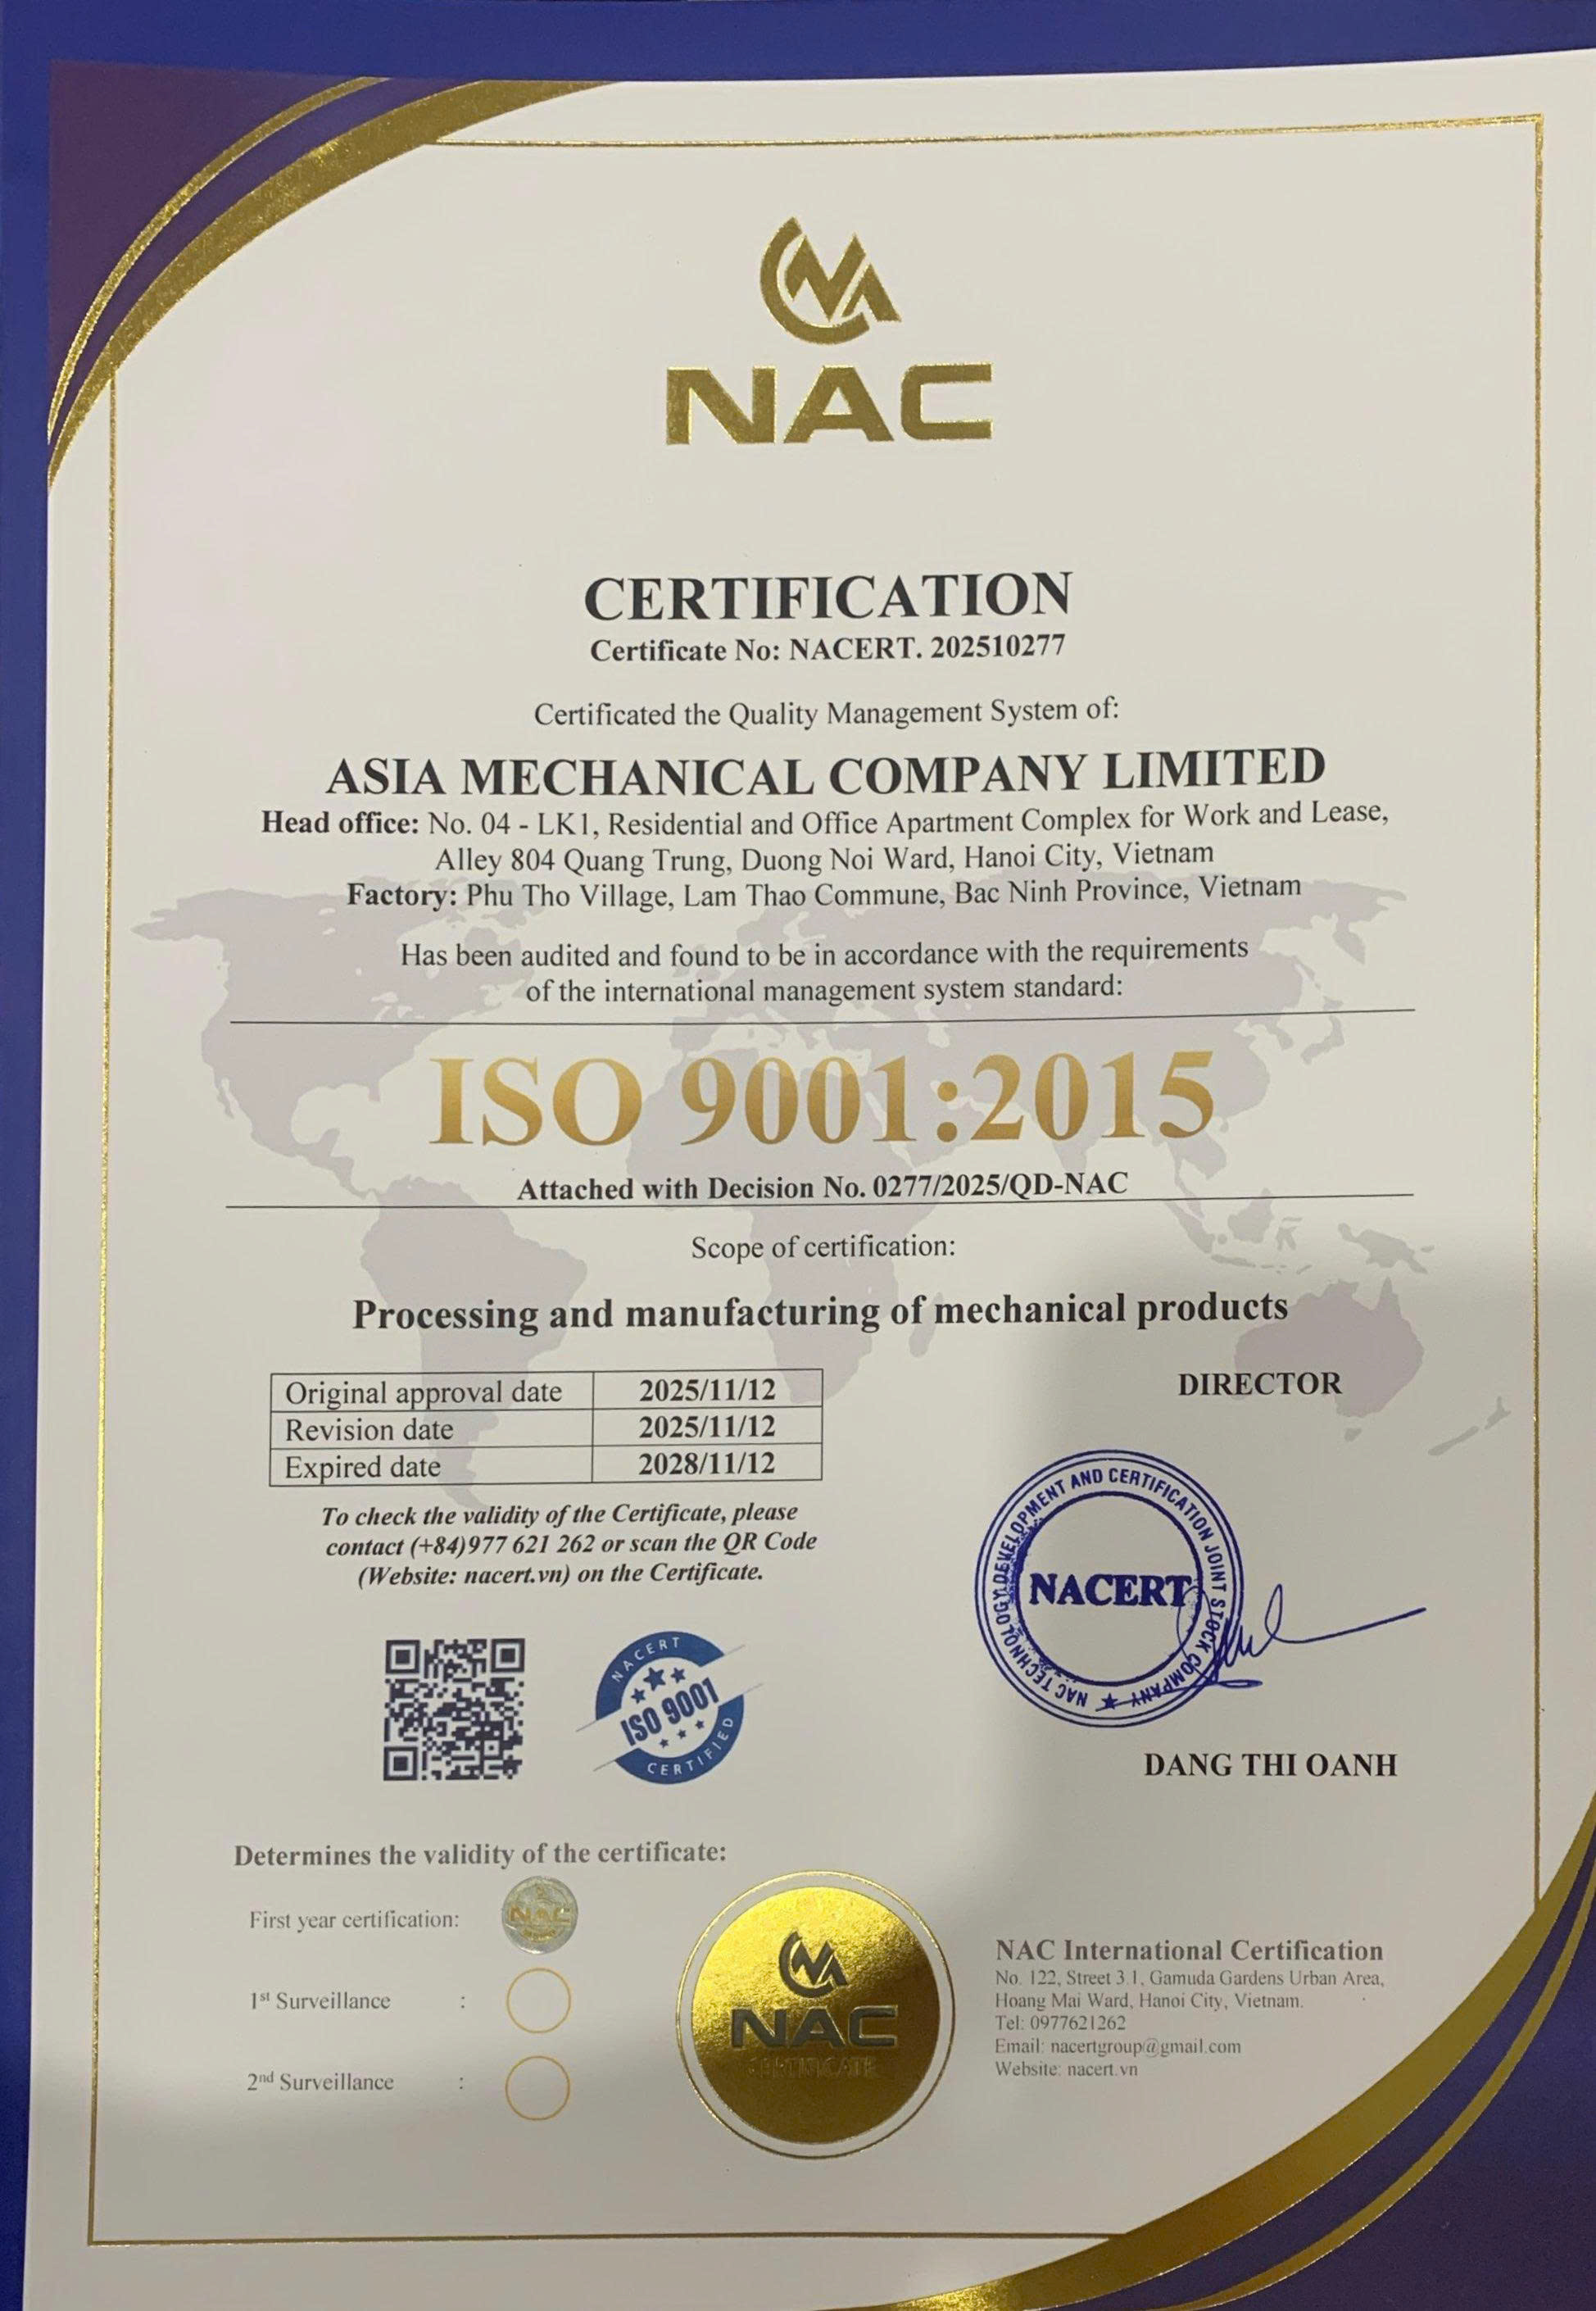 NAC
CERTIFICATION
Certificate No: NACERT. 202510277
Certificated the Quality Management System of:
ASIA MECHANICAL COMPANY LIMITED
Head office: No. 04 - LK1, Residential and Office Apartment Complex for Work and Lease,
Alley 804 Quang Trung, Duong Noi Ward, Hanoi City, Vietnam
Factory: Phu Tho Village, Lam Thao Commune, Bac Ninh Province, Vietnam
Has been audited and found to be in accordance with the requirements
of the international management system standard:
ISO 9001:2015
Attached with Decision No. 0277/2025/QD-NAC
Scope of certification:
Processing and manufacturing of mechanical products
Original approval date 2025/11/12
Revision date 2025/11/12
Expired date 2028/11/12
To check the validity of the Certificate, please
contact (+84)977 621 262 or scan the QR Code
(Website: nacert.vn) on the Certificate.
DIRECTOR
NAC TECHNOLOGY DEVELOPMENT AND CERTIFICATION JOINT STOCK COMPANY
NACERT
DANG THI OANH
NACERT
ISO 9001
CERTIFIED
Determines the validity of the certificate:
First year certification:
NAC
1st Surveillance :
2nd Surveillance :
NAC
CERTIFICATE
NAC International Certification
No. 122, Street 3.1, Gamuda Gardens Urban Area,
Hoang Mai Ward, Hanoi City, Vietnam.
Tel: 0977621262
Email: nacertgroup@gmail.com
Website: nacert.vn